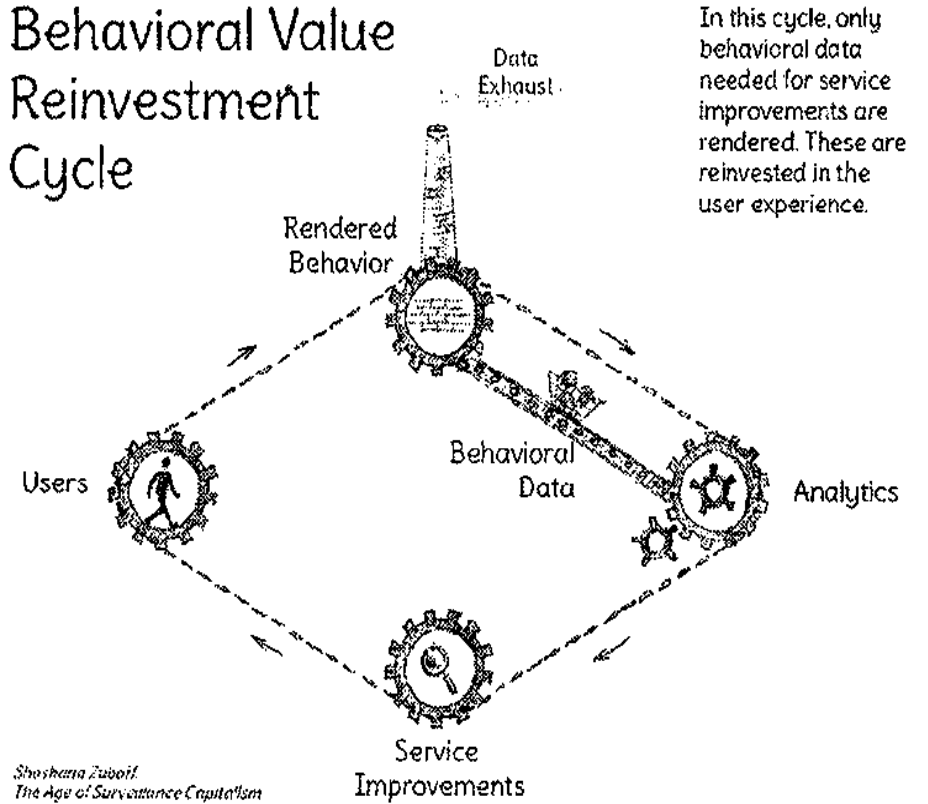 Behavioral Value
Reinvestment
Cycle
Data
Exhaust
In this cycle, only
behavioral data
needed for service
improvements are
rendered. These are
reinvested in the
user experience.
Rendered
Behavior
Users
Behavioral
Data
Analytics
Service
Improvements
Shoshana Zuboff.
The Age of Surveillance Capitalism